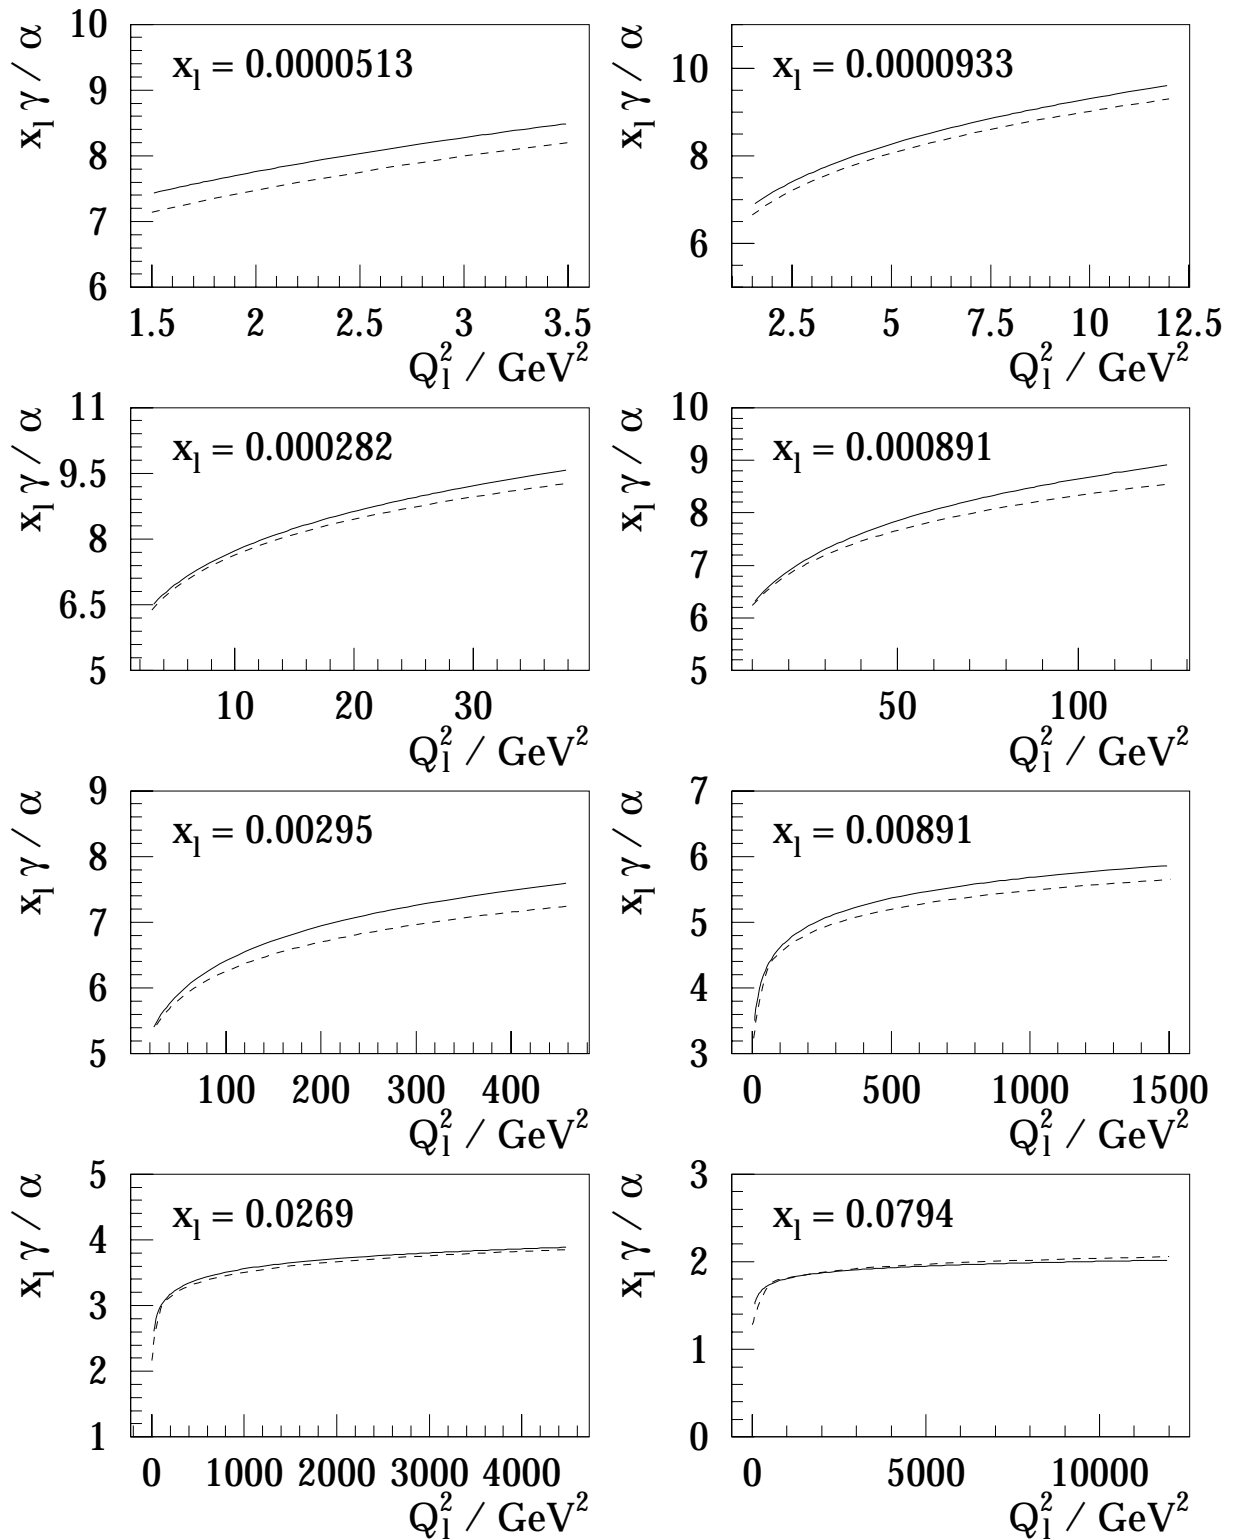 x_l γ / α
10
9
8
7
6
x_l = 0.0000513
1.5 2 2.5 3 3.5
Q_l^2 / GeV^2
x_l γ / α
10
8
6
x_l = 0.0000933
2.5 5 7.5 10 12.5
Q_l^2 / GeV^2
x_l γ / α
11
9.5
8
6.5
5
x_l = 0.000282
10 20 30
Q_l^2 / GeV^2
x_l γ / α
10
9
8
7
6
5
x_l = 0.000891
50 100
Q_l^2 / GeV^2
x_l γ / α
9
8
7
6
5
x_l = 0.00295
100 200 300 400
Q_l^2 / GeV^2
x_l γ / α
7
6
5
4
3
x_l = 0.00891
0 500 1000 1500
Q_l^2 / GeV^2
x_l γ / α
5
4
3
2
1
x_l = 0.0269
0 1000 2000 3000 4000
Q_l^2 / GeV^2
x_l γ / α
3
2
1
0
x_l = 0.0794
0 5000 10000
Q_l^2 / GeV^2